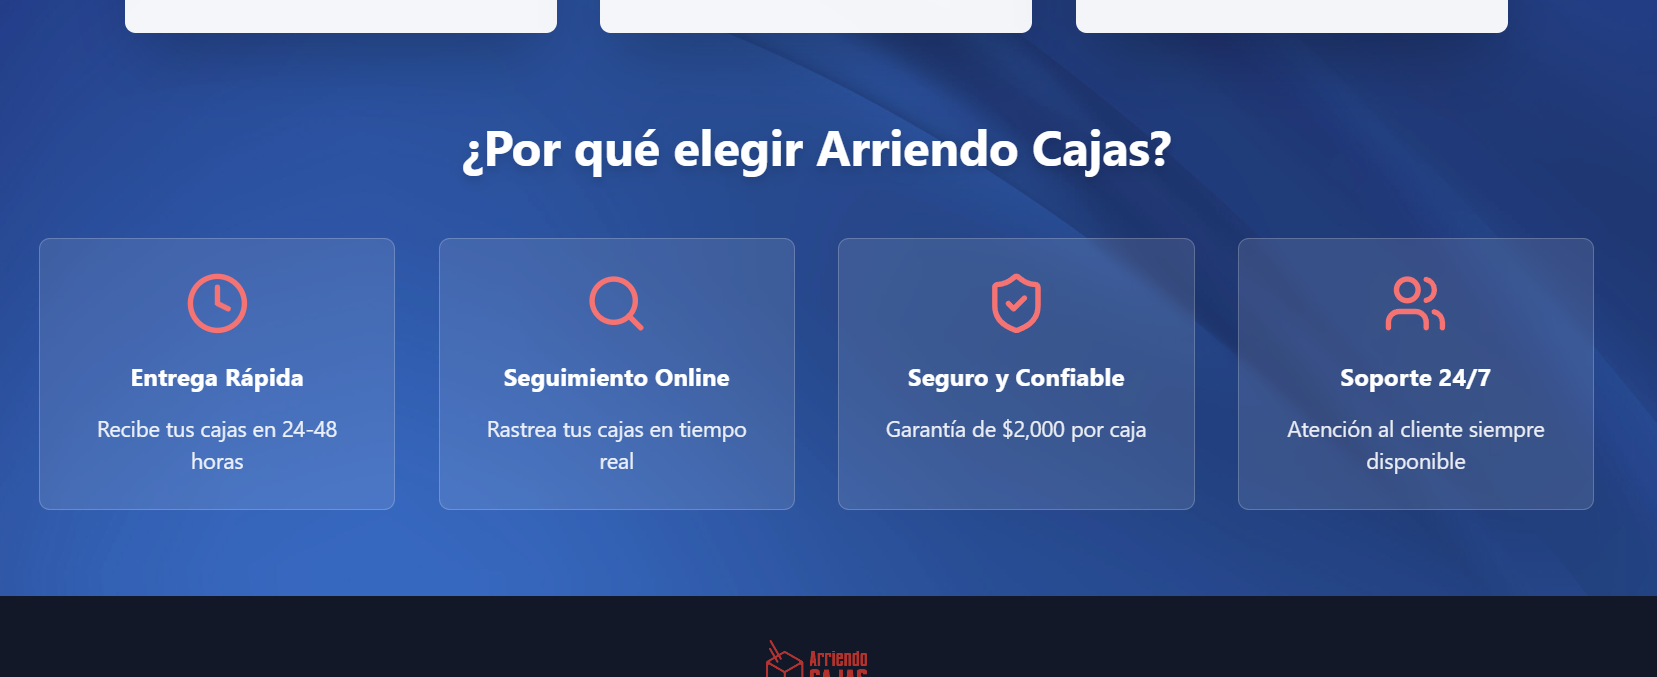 ¿Por qué elegir Arriendo Cajas?
Entrega Rápida
Recibe tus cajas en 24-48
horas
Seguimiento Online
Rastrea tus cajas en tiempo
real
Seguro y Confiable
Garantía de $2,000 por caja
Soporte 24/7
Atención al cliente siempre
disponible
Arriendo
CAJAS